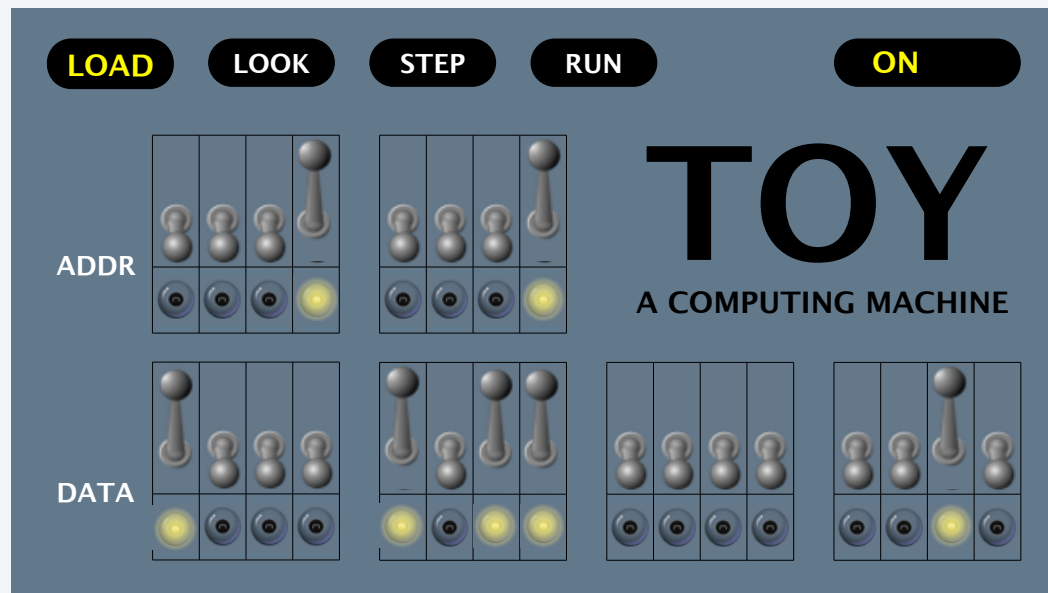 LOAD LOOK STEP RUN ON
TOY
ADDR
A COMPUTING MACHINE
DATA